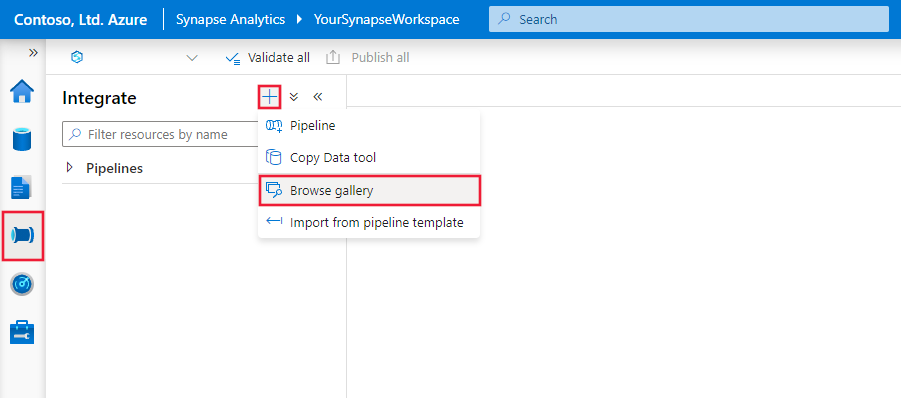 Contoso, Ltd. Azure Synapse Analytics YourSynapseWorkspace Search
Validate all Publish all
Integrate
Filter resources by name
Pipelines
Pipeline
Copy Data tool
Browse gallery
Import from pipeline template